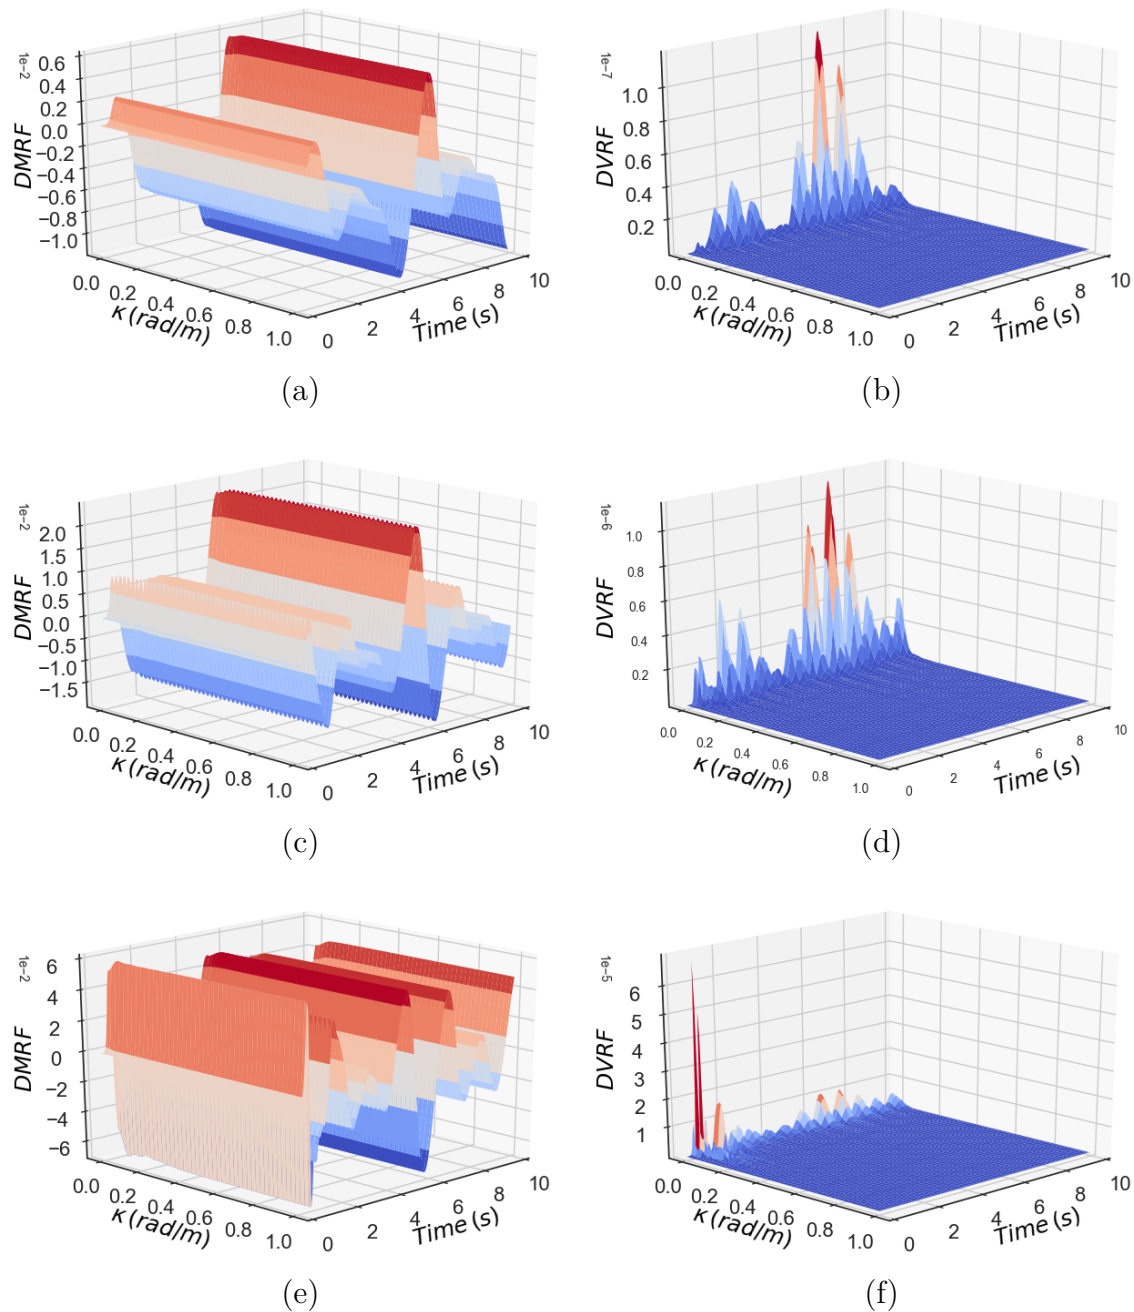 1e−2
0.6
0.4
0.2
0.0
−0.2
−0.4
−0.6
−0.8
−1.0
DMRF
0.0 0.2 0.4 0.6 0.8 1.0
κ (rad/m)
0 2 4 6 8 10
Time (s)
(a)
1e−7
1.0
0.8
0.6
0.4
0.2
DVRF
0.0 0.2 0.4 0.6 0.8 1.0
κ (rad/m)
0 2 4 6 8 10
Time (s)
(b)
1e−2
2.0
1.5
1.0
0.5
0.0
−0.5
−1.0
−1.5
DMRF
0.0 0.2 0.4 0.6 0.8 1.0
κ (rad/m)
0 2 4 6 8 10
Time (s)
(c)
1e−6
1.0
0.8
0.6
0.4
0.2
DVRF
0.0 0.2 0.4 0.6 0.8 1.0
κ (rad/m)
0 2 4 6 8 10
Time (s)
(d)
1e−2
6
4
2
0
−2
−4
−6
DMRF
0.0 0.2 0.4 0.6 0.8 1.0
κ (rad/m)
0 2 4 6 8 10
Time (s)
(e)
1e−5
6
5
4
3
2
1
DVRF
0.0 0.2 0.4 0.6 0.8 1.0
κ (rad/m)
0 2 4 6 8 10
Time (s)
(f)